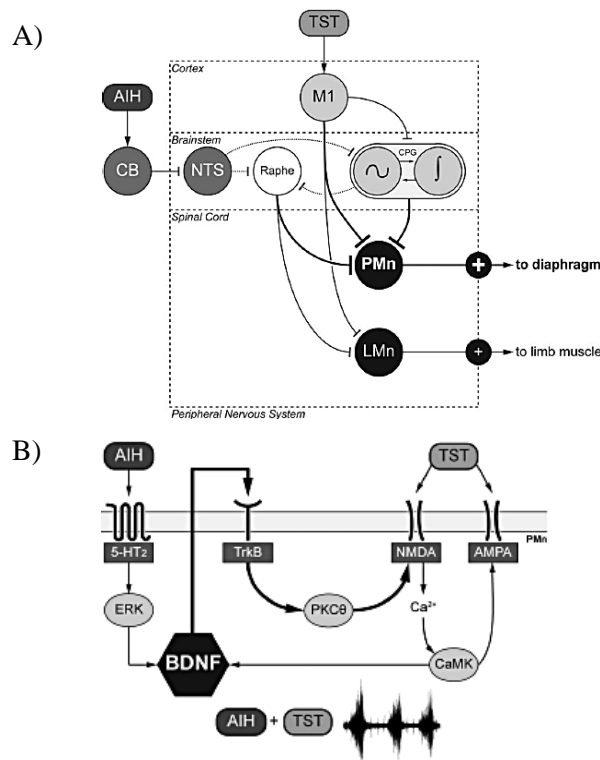 A)
TST
Cortex
M1
AIH
Brainstem
CB
NTS
Raphe
CPG
Spinal Cord
PMn
+
to diaphragm
LMn
+
to limb muscle
Peripheral Nervous System
B)
AIH
TST
PMn
5-HT2
TrkB
NMDA
AMPA
ERK
PKCθ
Ca²⁺
BDNF
CaMK
AIH + TST